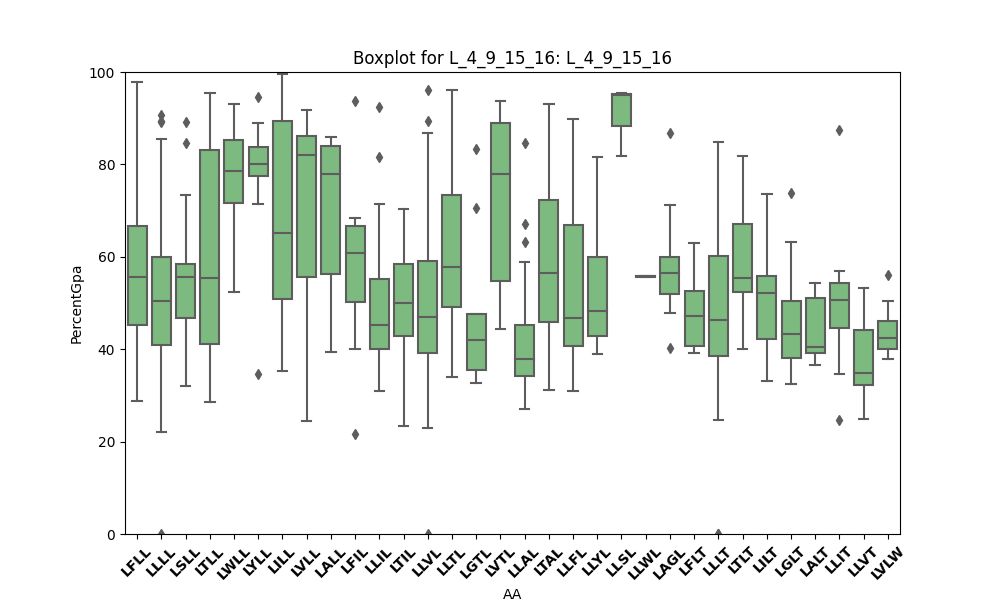 Boxplot for L_4_9_15_16: L_4_9_15_16
100
80
60
40
20
0
PercentGpa
LFLL LLLL LSLL LTLL LWLL LYLL LILL LVLL LALL LFIL LLIL LTIL LLVL LLTL LGTL LVTL LLAL LTAL LLFL LLYL LLSL LLWL LAGL LFLT LLLT LTLT LILT LGLT LALT LLIT LLVT LVLW
AA